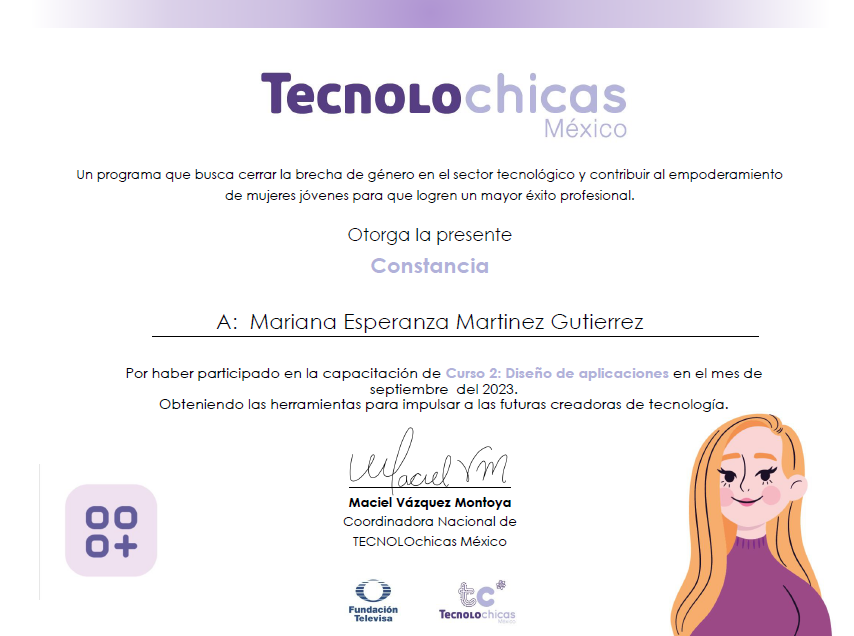 Tecnolochicas
México
Un programa que busca cerrar la brecha de género en el sector tecnológico y contribuir al empoderamiento
de mujeres jóvenes para que logren un mayor éxito profesional.
Otorga la presente
Constancia
A: Mariana Esperanza Martinez Gutierrez
Por haber participado en la capacitación de Curso 2: Diseño de aplicaciones en el mes de
septiembre del 2023.
Obteniendo las herramientas para impulsar a las futuras creadoras de tecnología.
Maciel VM
Maciel Vázquez Montoya
Coordinadora Nacional de
TECNOLOchicas México
Fundación
Televisa
tc
Tecnolochicas
México